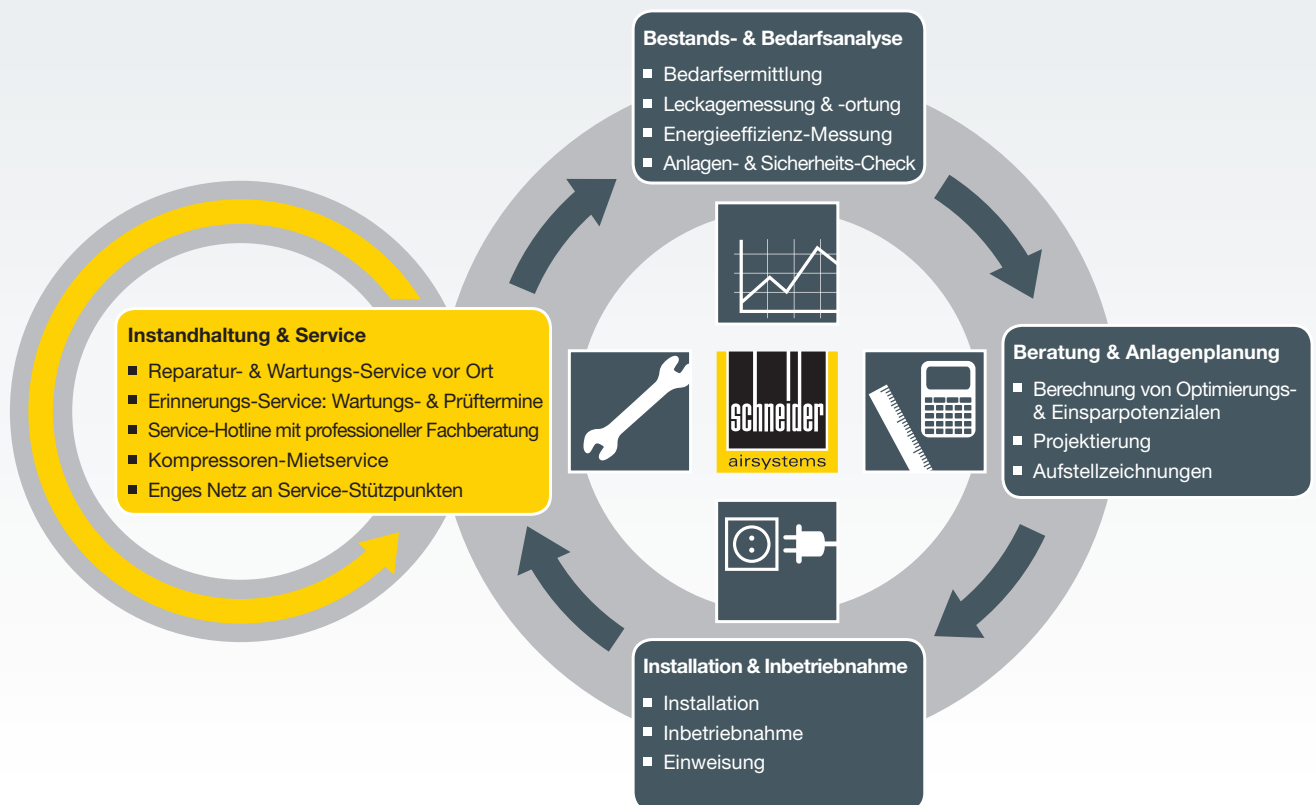 Bestands- & Bedarfsanalyse
Bedarfsermittlung
Leckagemessung & -ortung
Energieeffizienz-Messung
Anlagen- & Sicherheits-Check
Instandhaltung & Service
Reparatur- & Wartungs-Service vor Ort
Erinnerungs-Service: Wartungs- & Prüftermine
Service-Hotline mit professioneller Fachberatung
Kompressoren-Mietservice
Enges Netz an Service-Stützpunkten
schneider
airsystems
Beratung & Anlagenplanung
Berechnung von Optimierungs-
& Einsparpotenzialen
Projektierung
Aufstellzeichnungen
Installation & Inbetriebnahme
Installation
Inbetriebnahme
Einweisung